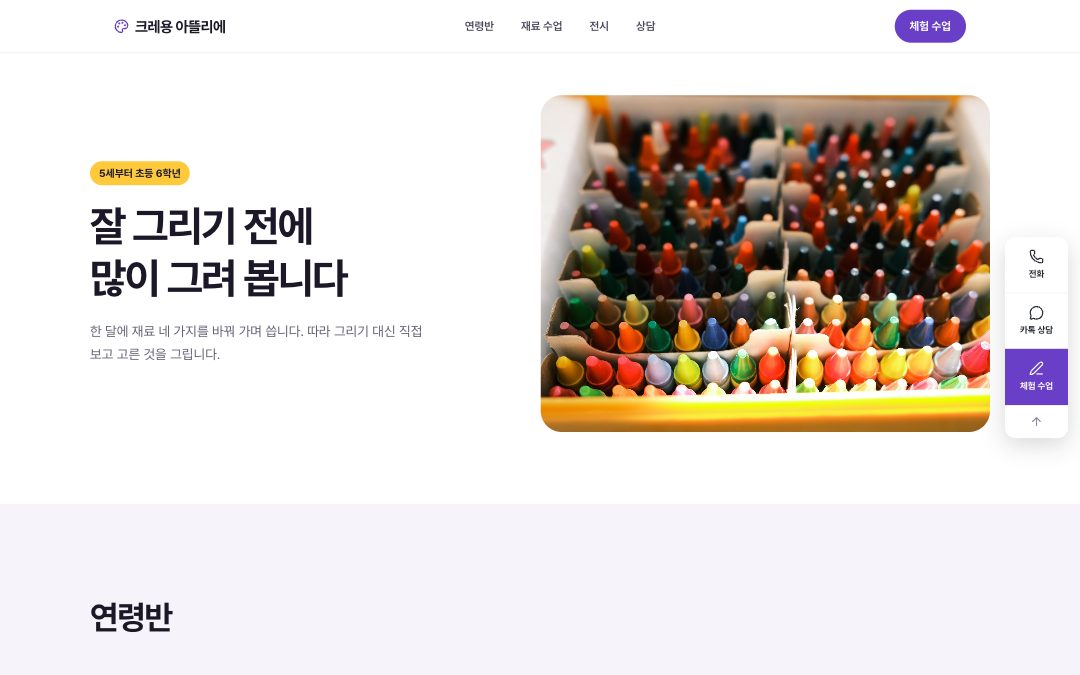 크레용 아뜰리에
연령반
재료 수업
전시
상담
체험 수업
5세부터 초등 6학년
잘 그리기 전에
많이 그려 봅니다
한 달에 재료 네 가지를 바꿔 가며 씁니다. 따라 그리기 대신 직접
보고 고른 것을 그립니다.
전화
카톡 상담
체험 수업
연령반